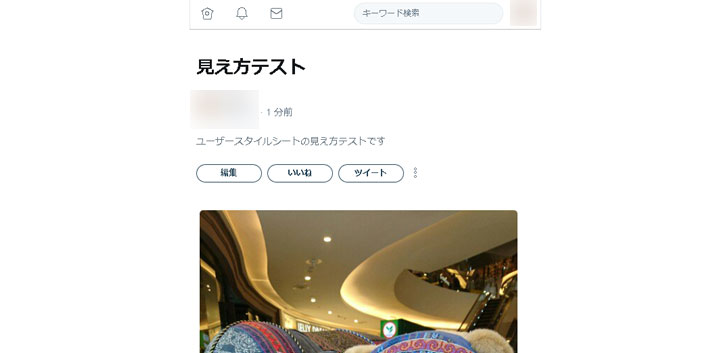 キーワード検索
見え方テスト
· 1 分前
ユーザースタイルシートの見え方テストです
編集
いいね
ツイート